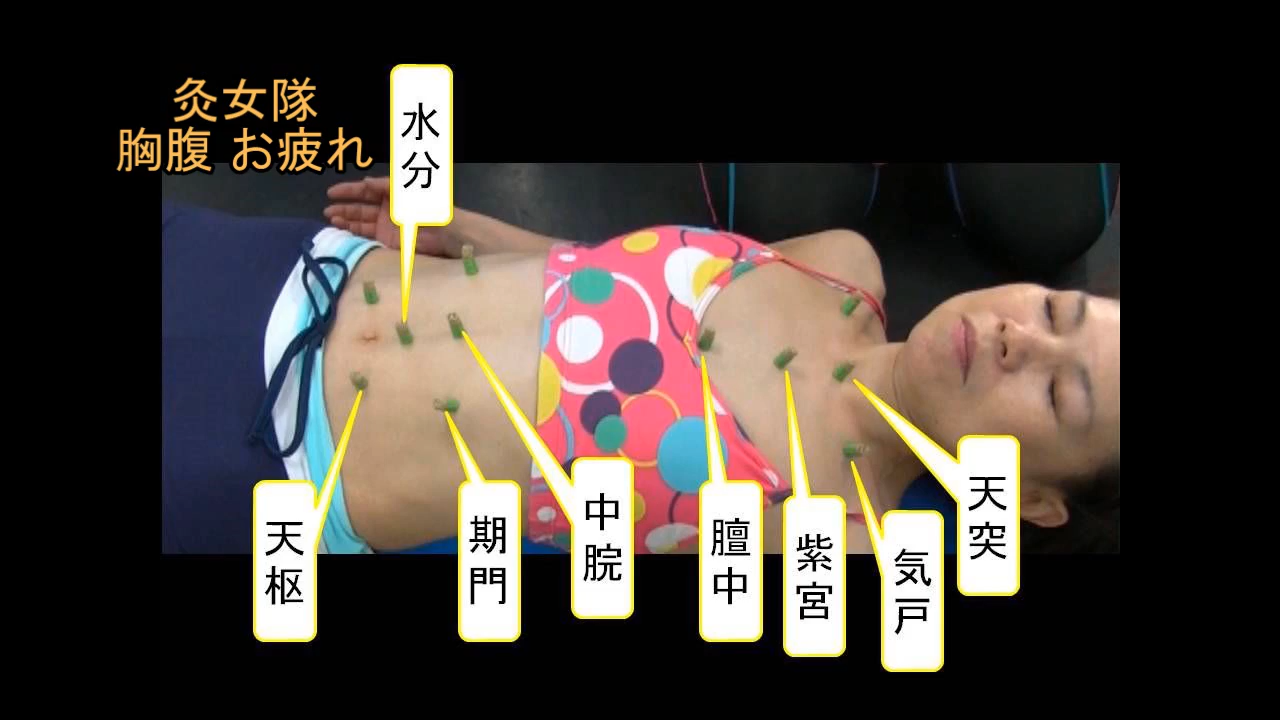 灸女隊
胸腹 お疲れ
水分
天枢
期門
中脘
膻中
紫宮
気戸
天突